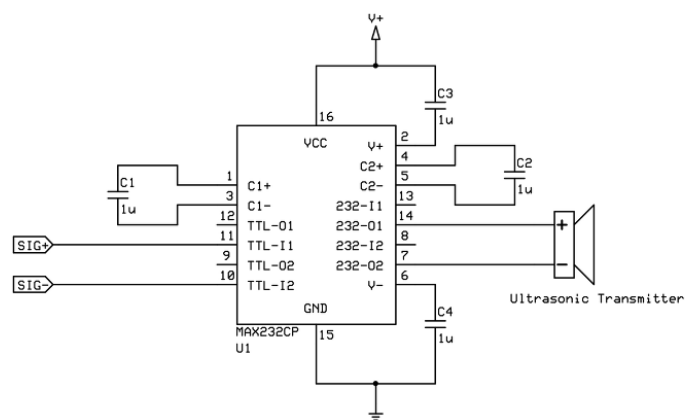 V+
C3
1u
16
VCC
2
V+
4
C2+
C2
1u
5
C2-
C1
1u
1
C1+
3
C1-
13
232-I1
12
TTL-O1
14
232-O1
SIG+
11
TTL-I1
8
232-I2
9
TTL-O2
7
232-O2
SIG-
10
TTL-I2
6
V-
+
-
Ultrasonic Transmitter
GND
C4
1u
MAX232CP
U1
15